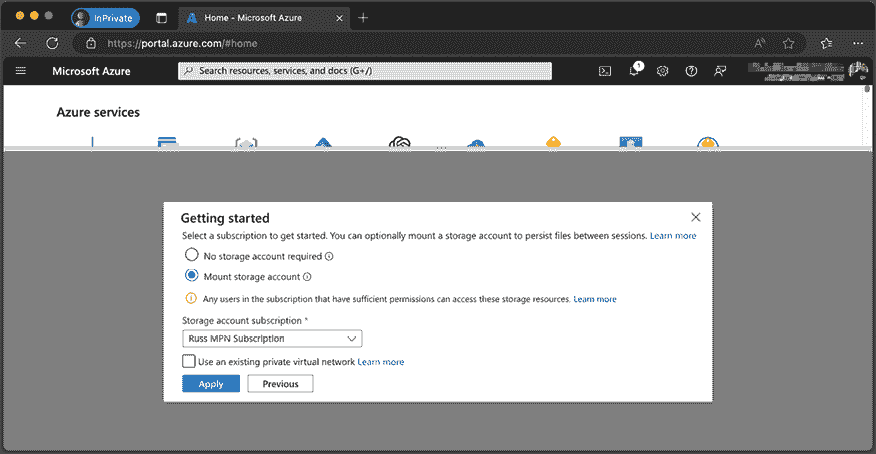 InPrivate
Home - Microsoft Azure
https://portal.azure.com/#home
Microsoft Azure
Search resources, services, and docs (G+/)
1
Azure services
Getting started
Select a subscription to get started. You can optionally mount a storage account to persist files between sessions. Learn more
No storage account required
Mount storage account
Any users in the subscription that have sufficient permissions can access these storage resources. Learn more
Storage account subscription *
Russ MPN Subscription
Use an existing private virtual network Learn more
Apply Previous